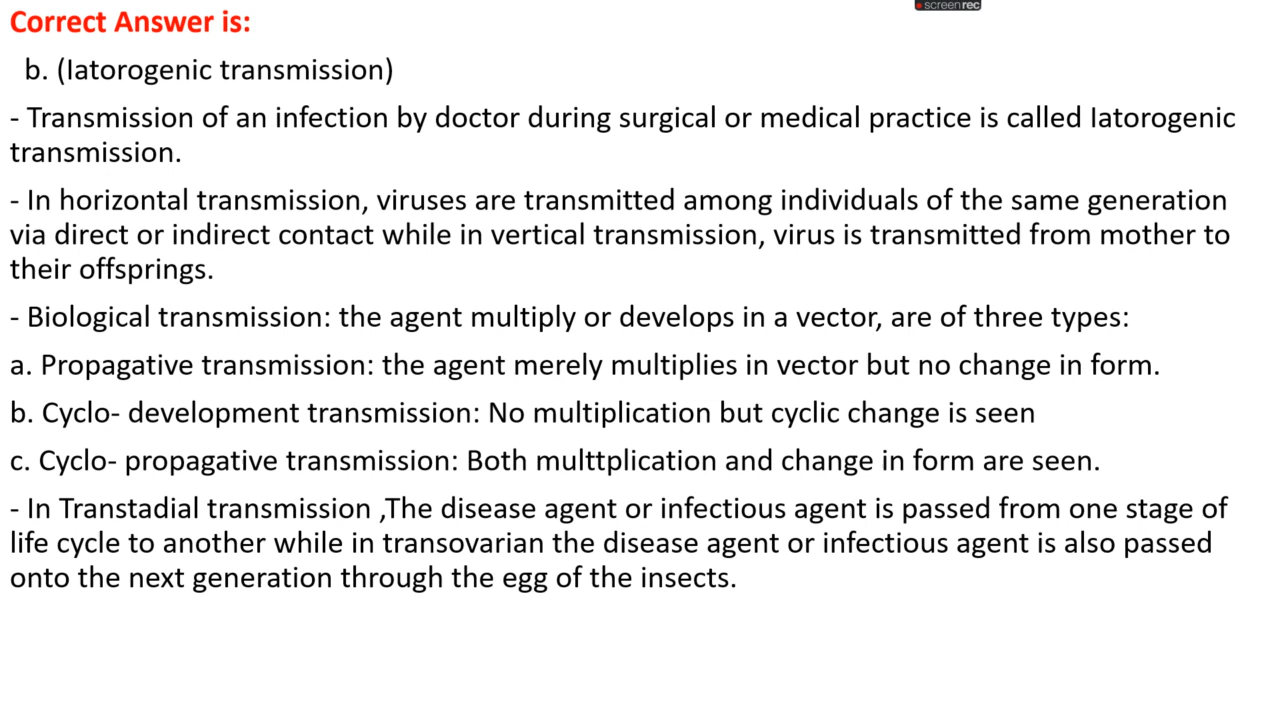 screenrec
Correct Answer is:
b. (Iatorogenic transmission)
- Transmission of an infection by doctor during surgical or medical practice is called Iatorogenic
transmission.
- In horizontal transmission, viruses are transmitted among individuals of the same generation
via direct or indirect contact while in vertical transmission, virus is transmitted from mother to
their offsprings.
- Biological transmission: the agent multiply or develops in a vector, are of three types:
a. Propagative transmission: the agent merely multiplies in vector but no change in form.
b. Cyclo- development transmission: No multiplication but cyclic change is seen
c. Cyclo- propagative transmission: Both multtplication and change in form are seen.
- In Transtadial transmission ,The disease agent or infectious agent is passed from one stage of
life cycle to another while in transovarian the disease agent or infectious agent is also passed
onto the next generation through the egg of the insects.